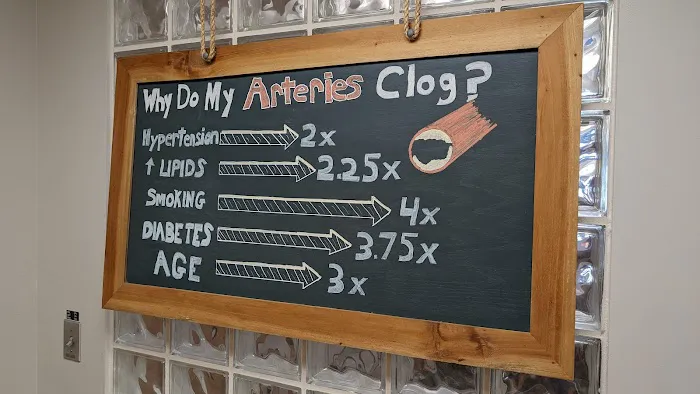 Why Do My Arteries Clog?
Hypertension 2x
↑ LIPIDS 2.25x
SMOKING 4x
DIABETES 3.75x
AGE 3x